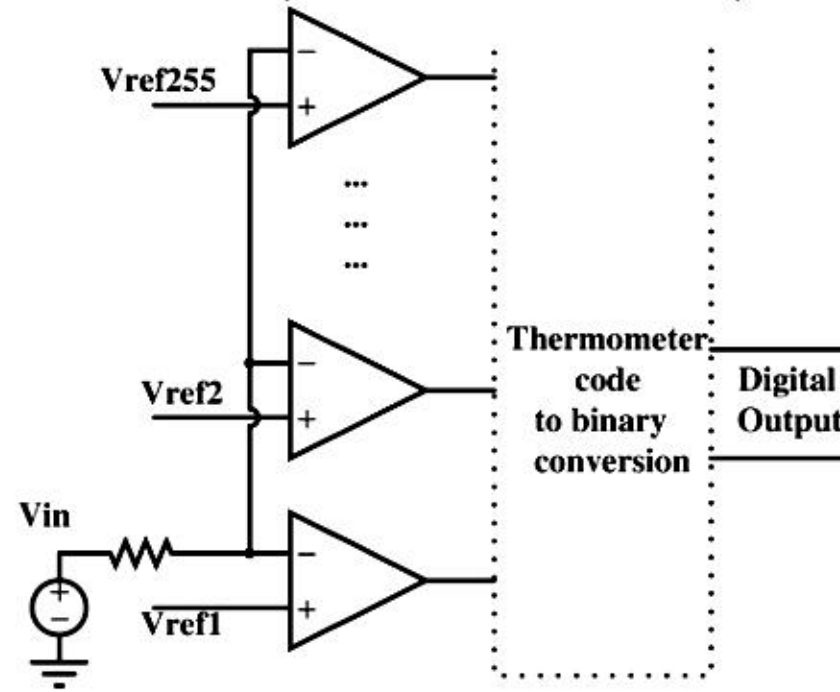 Vref255
−
+
...
...
...
Vref2
−
+
Thermometer
code
to binary
conversion
Digital
Output
Vin
+
−
−
+
Vref1